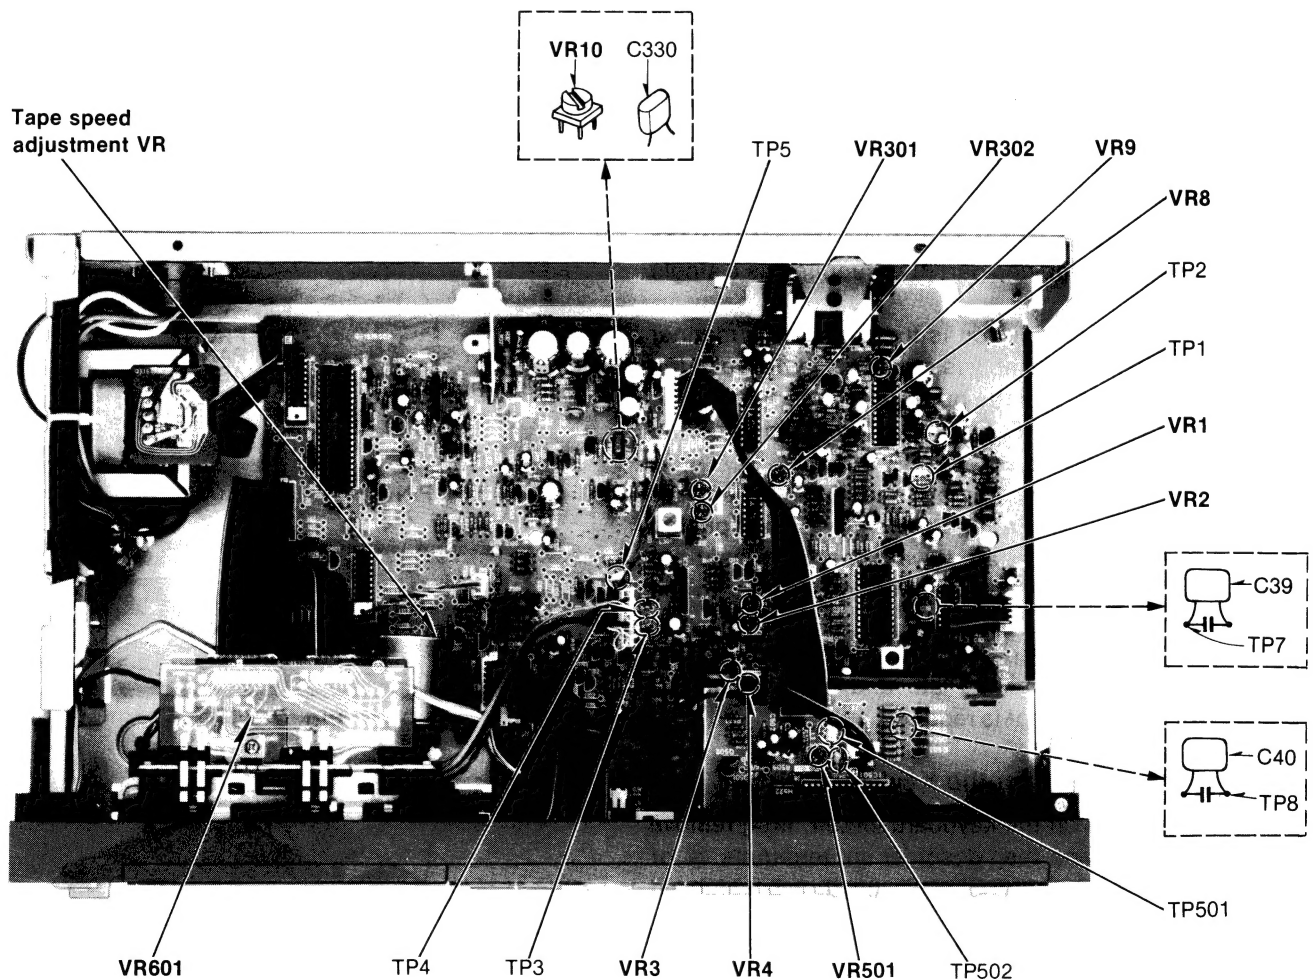 VR10 C330
Tape speed
adjustment VR
TP5 VR301 VR302 VR9
VR8
TP2
TP1
VR1
VR2
C39
TP7
C40
TP8
TP501
VR601 TP4 TP3 VR3 VR4 VR501 TP502